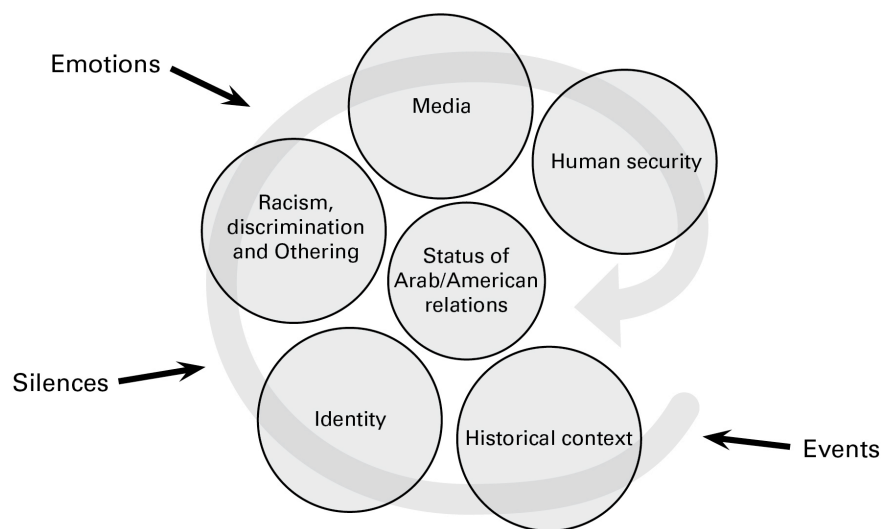 Emotions
Media
Human security
Racism,
discrimination
and Othering
Status of
Arab/American
relations
Silences
Identity
Historical context
Events